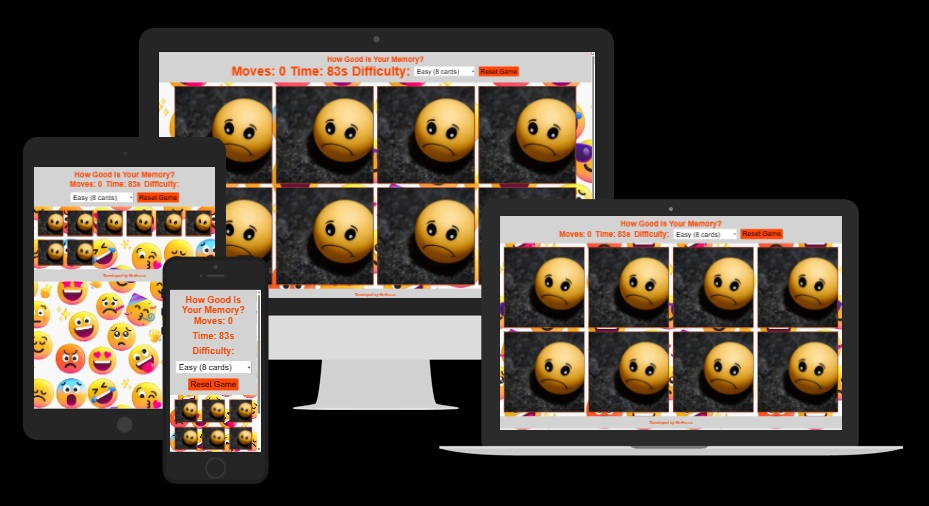 How Good Is Your Memory?
Moves: 0 Time: 83s Difficulty: Easy (8 cards) Reset Game
How Good Is Your Memory?
Moves: 0 Time: 83s Difficulty:
Easy (8 cards) Reset Game
How Good Is
Your Memory?
Moves: 0
Time: 83s
Difficulty:
Easy (8 cards)
Reset Game
How Good Is Your Memory?
Moves: 0 Time: 83s Difficulty: Easy (8 cards) Reset Game